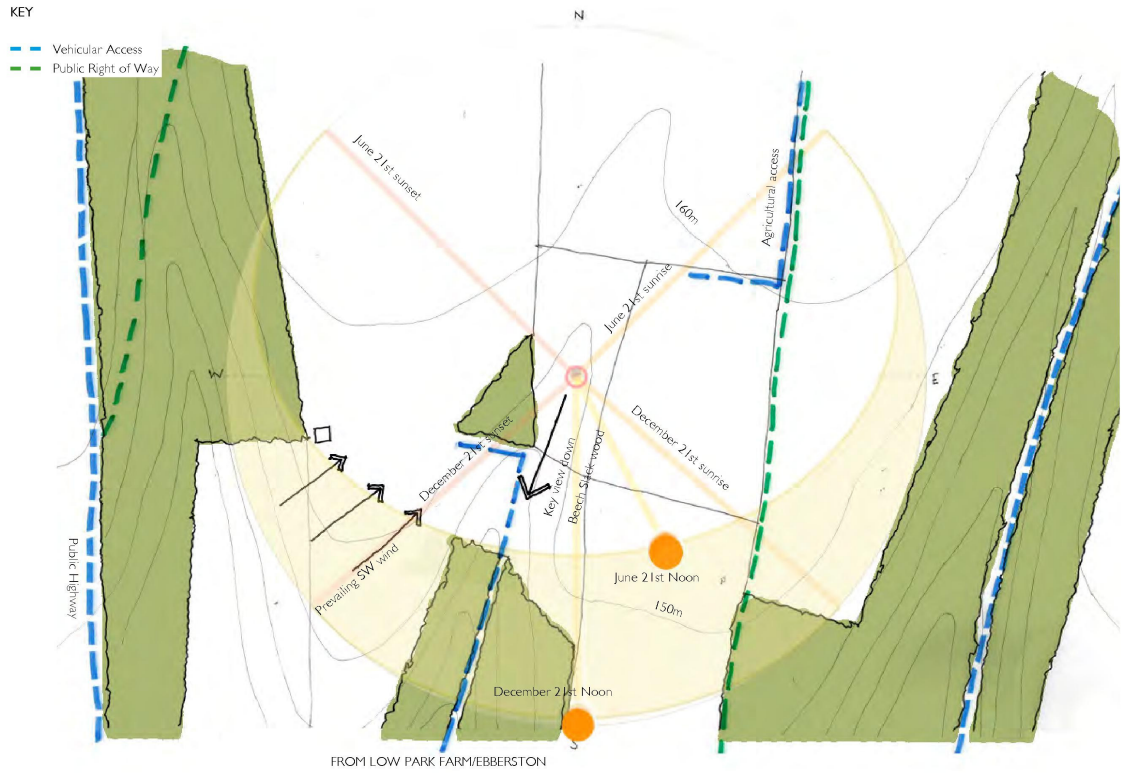 KEY
Vehicular Access
Public Right of Way
N
June 21st sunset
Agricultural access
160m
June 21st sunrise
W
E
December 21st sunset
December 21st sunrise
Key view down
Beech Slack wood
Prevailing SW wind
Public Highway
June 21st Noon
150m
December 21st Noon
S
FROM LOW PARK FARM/EBBERSTON